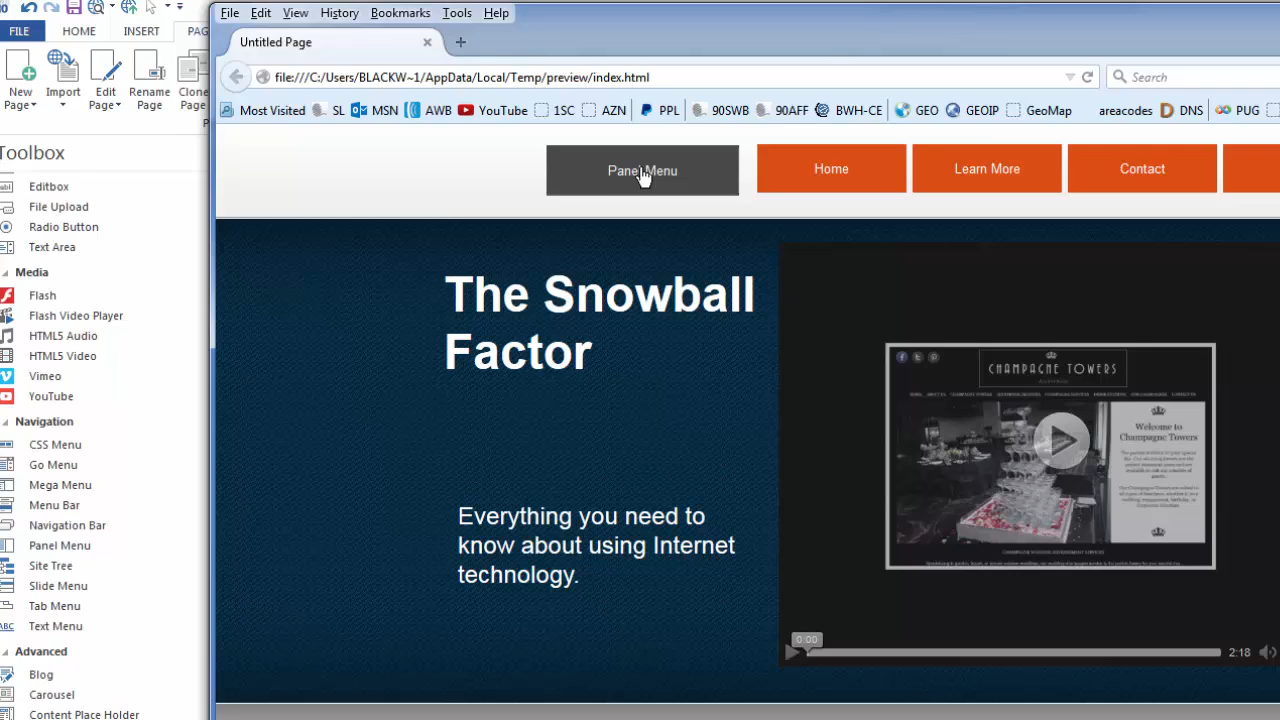 File Edit View History Bookmarks Tools Help
FILE HOME INSERT PAG
Untitled Page
file:///C:/Users/BLACKW~1/AppData/Local/Temp/preview/index.html
Search
New Page
Import
Edit Page
Rename Page
Clone Page
Most Visited SL MSN AWB YouTube 1SC AZN PPL 90SWB 90AFF BWH-CE GEO GEOIP GeoMap areacodes DNS PUG
Toolbox
Editbox
File Upload
Radio Button
Text Area
Media
Flash
Flash Video Player
HTML5 Audio
HTML5 Video
Vimeo
YouTube
Navigation
CSS Menu
Go Menu
Mega Menu
Menu Bar
Navigation Bar
Panel Menu
Site Tree
Slide Menu
Tab Menu
ABC Text Menu
Advanced
Blog
Carousel
Content Place Holder
Panel Menu Home Learn More Contact
The Snowball
Factor
Everything you need to
know about using Internet
technology.
CHAMPAGNE TOWERS
Welcome to
Champagne Towers
0:00
2:18